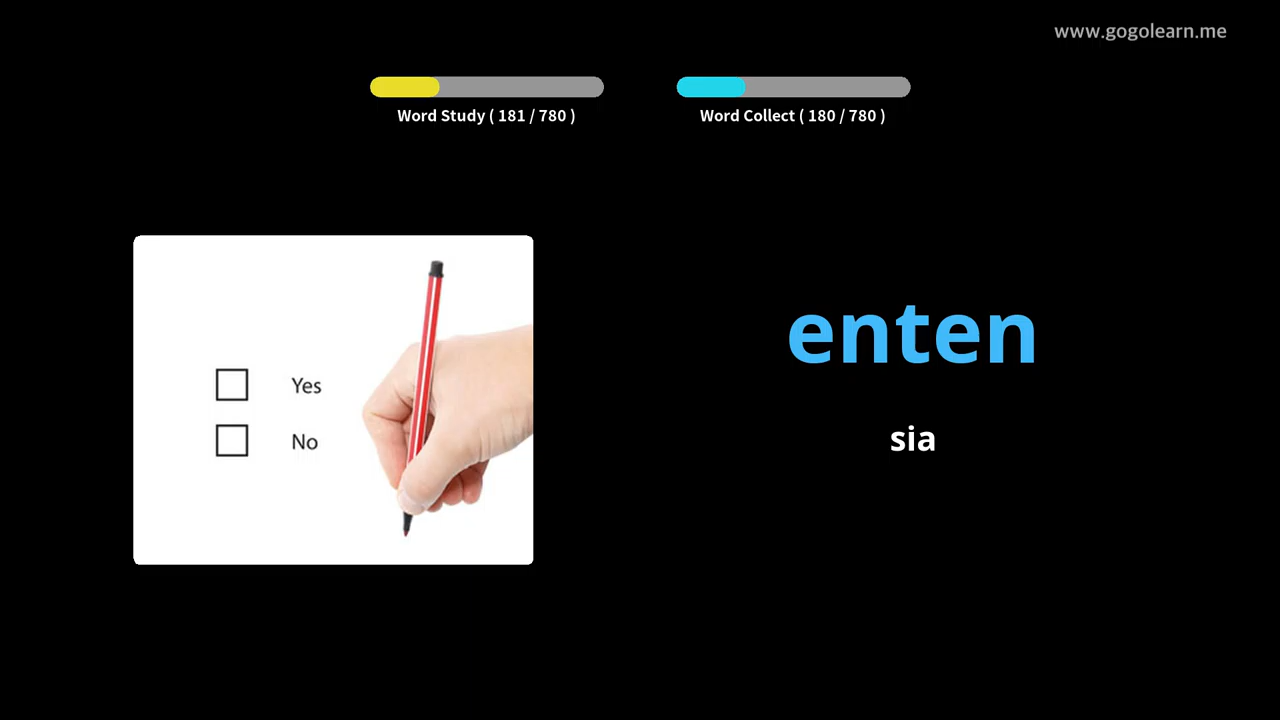 www.gogolearn.me
Word Study ( 181 / 780 )
Word Collect ( 180 / 780 )
Yes
No
enten
sia